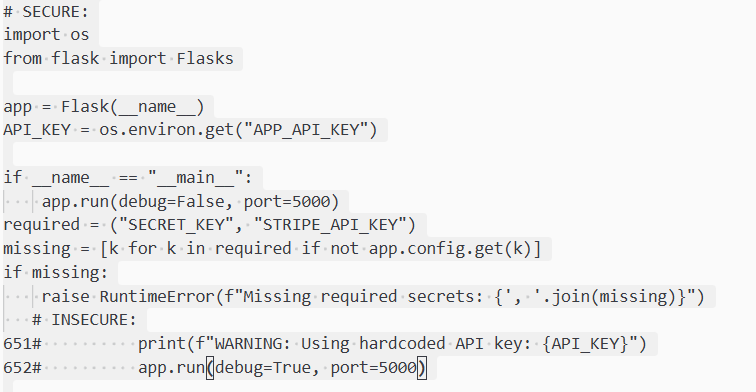 # SECURE:
import os
from flask import Flasks
app = Flask(__name__)
API_KEY = os.environ.get("APP_API_KEY")
if __name__ == "__main__":
    app.run(debug=False, port=5000)
required = ("SECRET_KEY", "STRIPE_API_KEY")
missing = [k for k in required if not app.config.get(k)]
if missing:
    raise RuntimeError(f"Missing required secrets: {', '.join(missing)}")
   # INSECURE:
651#          print(f"WARNING: Using hardcoded API key: {API_KEY}")
652#          app.run(debug=True, port=5000)